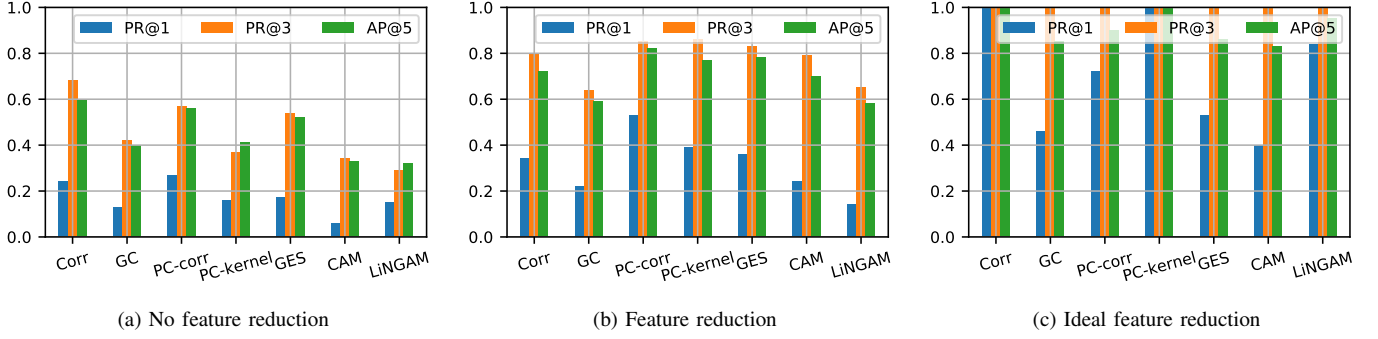 PR@1 PR@3 AP@5
1.0
0.8
0.6
0.4
0.2
0.0
Corr GC PC-corr PC-kernel GES CAM LiNGAM
(a) No feature reduction
PR@1 PR@3 AP@5
1.0
0.8
0.6
0.4
0.2
0.0
Corr GC PC-corr PC-kernel GES CAM LiNGAM
(b) Feature reduction
PR@1 PR@3 AP@5
1.0
0.8
0.6
0.4
0.2
0.0
Corr GC PC-corr PC-kernel GES CAM LiNGAM
(c) Ideal feature reduction